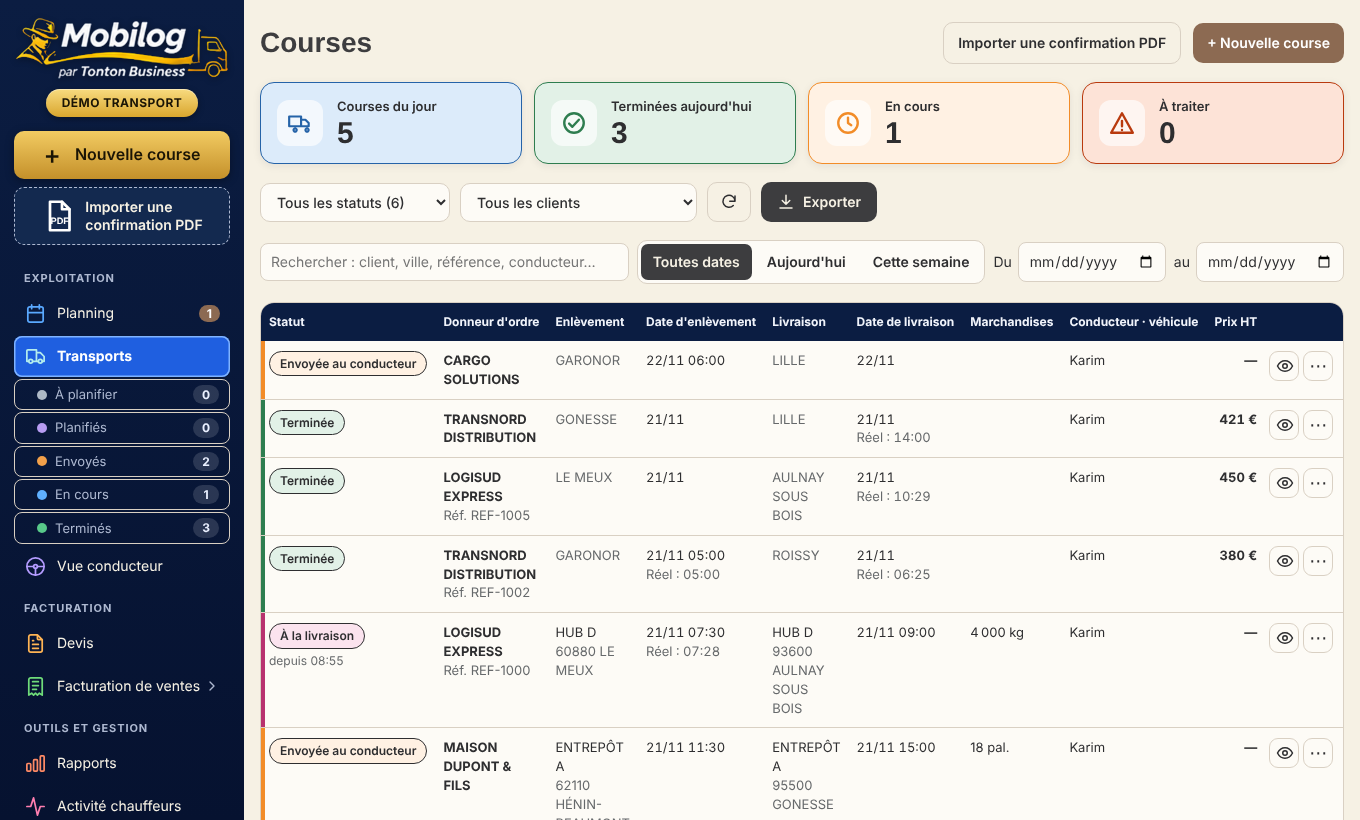 Mobilog
par Tonton Business
DÉMO TRANSPORT
+ Nouvelle course
PDF
Importer une
confirmation PDF
EXPLOITATION
Planning 1
Transports
À planifier 0
Planifiés 0
Envoyés 2
En cours 1
Terminés 3
Vue conducteur
FACTURATION
Devis
Facturation de ventes
OUTILS ET GESTION
Rapports
Activité chauffeurs
Courses
Importer une confirmation PDF
+ Nouvelle course
Courses du jour
5
Terminées aujourd'hui
3
En cours
1
À traiter
0
Tous les statuts (6)
Tous les clients
Exporter
Rechercher : client, ville, référence, conducteur...
Toutes dates
Aujourd'hui
Cette semaine
Du mm/dd/yyyy au mm/dd/yyyy
Statut Donneur d'ordre Enlèvement Date d'enlèvement Livraison Date de livraison Marchandises Conducteur · véhicule Prix HT
Envoyée au conducteur CARGO GARONOR 22/11 06:00 LILLE 22/11 Karim —
SOLUTIONS
Terminée TRANSNORD GONESSE 21/11 LILLE 21/11 Karim 421 €
DISTRIBUTION Réel : 14:00
Terminée LOGISUD LE MEUX 21/11 AULNAY 21/11 Karim 450 €
EXPRESS SOUS Réel : 10:29
Réf. REF-1005 BOIS
Terminée TRANSNORD GARONOR 21/11 05:00 ROISSY 21/11 Karim 380 €
DISTRIBUTION Réel : 05:00 Réel : 06:25
Réf. REF-1002
À la livraison LOGISUD HUB D 21/11 07:30 HUB D 21/11 09:00 4 000 kg Karim —
depuis 08:55 EXPRESS 60880 LE Réel : 07:28 93600
Réf. REF-1000 MEUX AULNAY
SOUS
BOIS
Envoyée au conducteur MAISON ENTREPÔT 21/11 11:30 ENTREPÔT 21/11 15:00 18 pal. Karim —
DUPONT & A A
FILS 62110 95500
HÉNIN- GONESSE
BEAUMONT